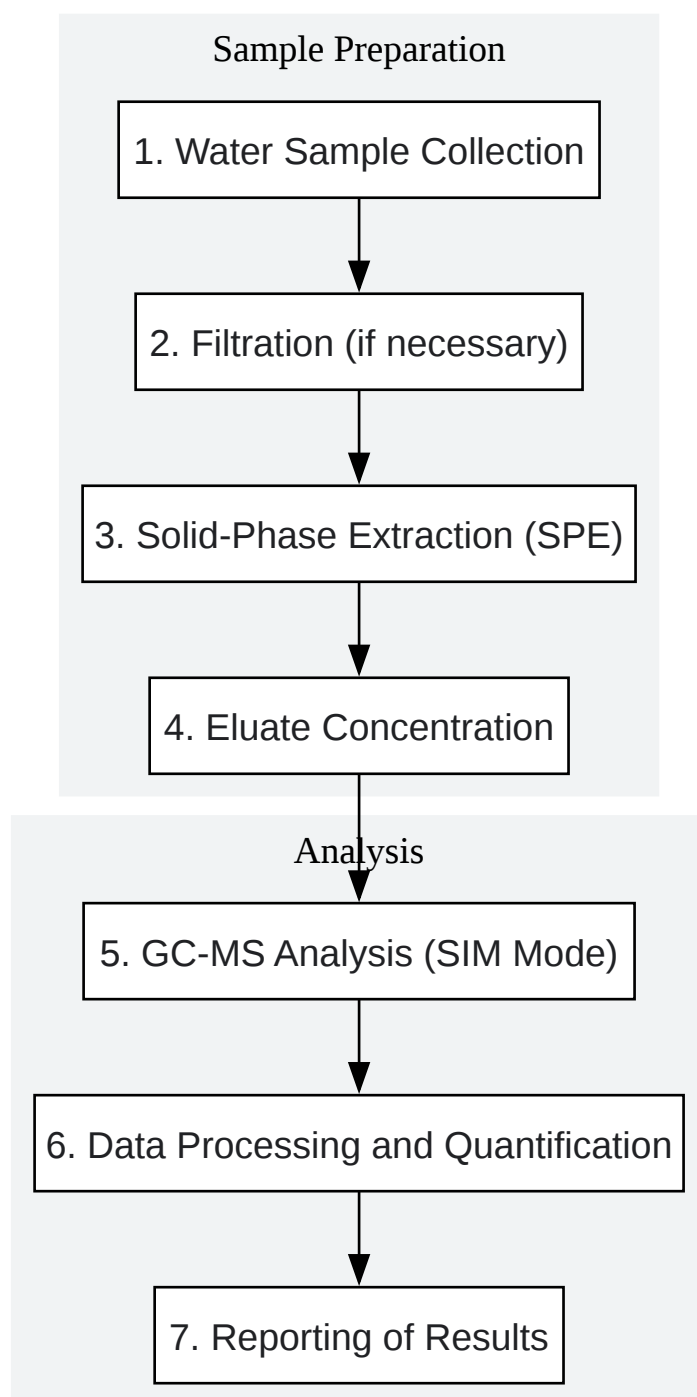 Sample Preparation
1. Water Sample Collection
2. Filtration (if necessary)
3. Solid-Phase Extraction (SPE)
4. Eluate Concentration
Analysis
5. GC-MS Analysis (SIM Mode)
6. Data Processing and Quantification
7. Reporting of Results